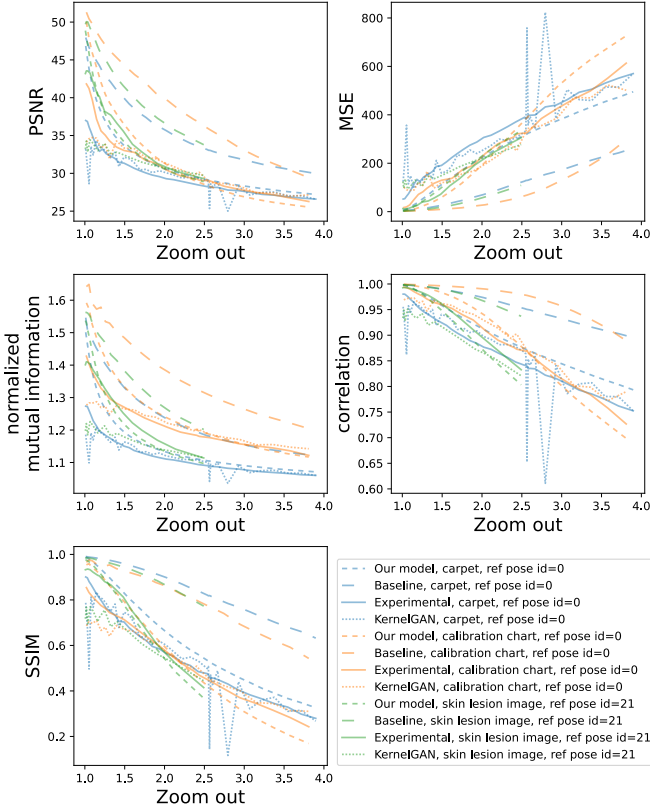 50
45
40
35
30
25
PSNR
1.0 1.5 2.0 2.5 3.0 3.5 4.0
Zoom out
800
600
400
200
0
MSE
1.0 1.5 2.0 2.5 3.0 3.5 4.0
Zoom out
1.6
1.5
1.4
1.3
1.2
1.1
normalized
mutual information
1.0 1.5 2.0 2.5 3.0 3.5 4.0
Zoom out
1.00
0.95
0.90
0.85
0.80
0.75
0.70
0.65
0.60
correlation
1.0 1.5 2.0 2.5 3.0 3.5 4.0
Zoom out
1.0
0.8
0.6
0.4
0.2
SSIM
1.0 1.5 2.0 2.5 3.0 3.5 4.0
Zoom out
Our model, carpet, ref pose id=0
Baseline, carpet, ref pose id=0
Experimental, carpet, ref pose id=0
KernelGAN, carpet, ref pose id=0
Our model, calibration chart, ref pose id=0
Baseline, calibration chart, ref pose id=0
Experimental, calibration chart, ref pose id=0
KernelGAN, calibration chart, ref pose id=0
Our model, skin lesion image, ref pose id=21
Baseline, skin lesion image, ref pose id=21
Experimental, skin lesion image, ref pose id=21
KernelGAN, skin lesion image, ref pose id=21